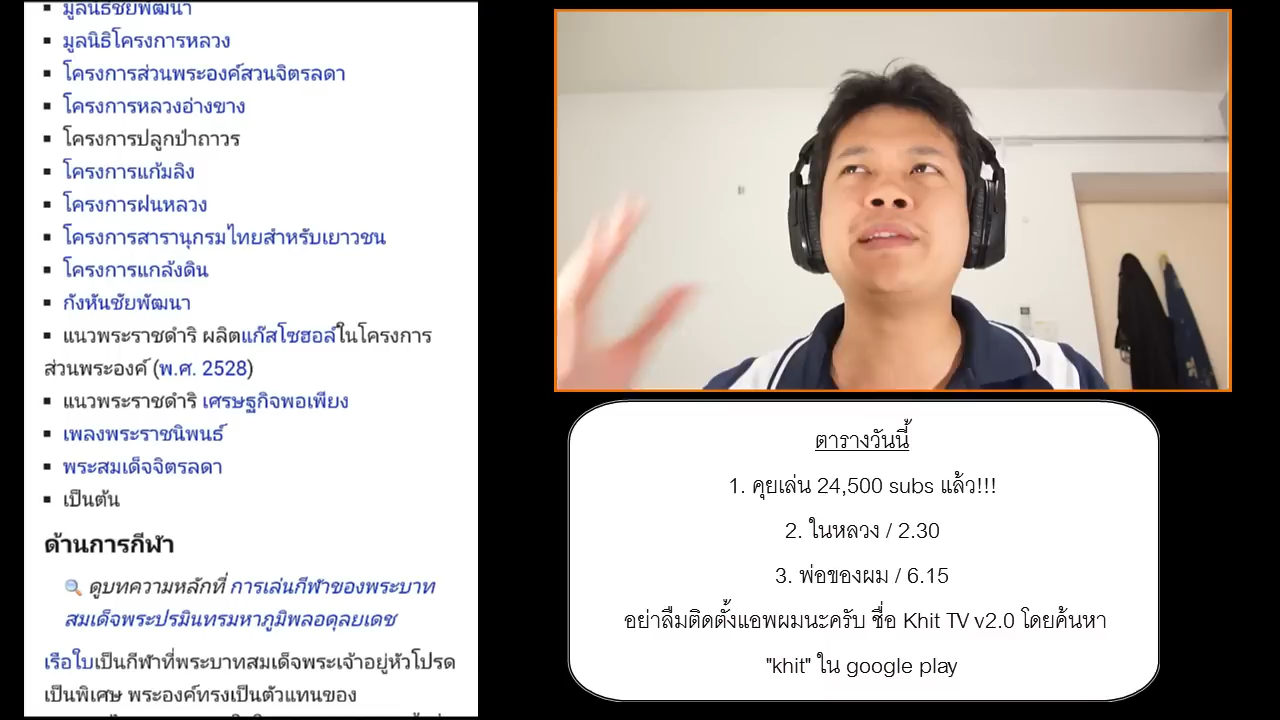 มูลนิธิชัยพัฒนา
มูลนิธิโครงการหลวง
โครงการส่วนพระองค์สวนจิตรลดา
โครงการหลวงอ่างขาง
โครงการปลูกป่าถาวร
โครงการแก้มลิง
โครงการฝนหลวง
โครงการสารานุกรมไทยสำหรับเยาวชน
โครงการแกล้งดิน
กังหันชัยพัฒนา
แนวพระราชดำริ ผลิตแก๊สโซฮอล์ในโครงการ
ส่วนพระองค์ (พ.ศ. 2528)
แนวพระราชดำริ เศรษฐกิจพอเพียง
เพลงพระราชนิพนธ์
พระสมเด็จจิตรลดา
เป็นต้น
ด้านการกีฬา
ดูบทความหลักที่ การเล่นกีฬาของพระบาท
สมเด็จพระปรมินทรมหาภูมิพลอดุลยเดช
เรือใบเป็นกีฬาที่พระบาทสมเด็จพระเจ้าอยู่หัวโปรด
เป็นพิเศษ พระองค์ทรงเป็นตัวแทนของ
ตารางวันนี้
1. คุยเล่น 24,500 subs แล้ว!!!
2. ในหลวง / 2.30
3. พ่อของผม / 6.15
อย่าลืมติดตั้งแอพผมนะครับ ชื่อ Khit TV v2.0 โดยค้นหา
"khit" ใน google play